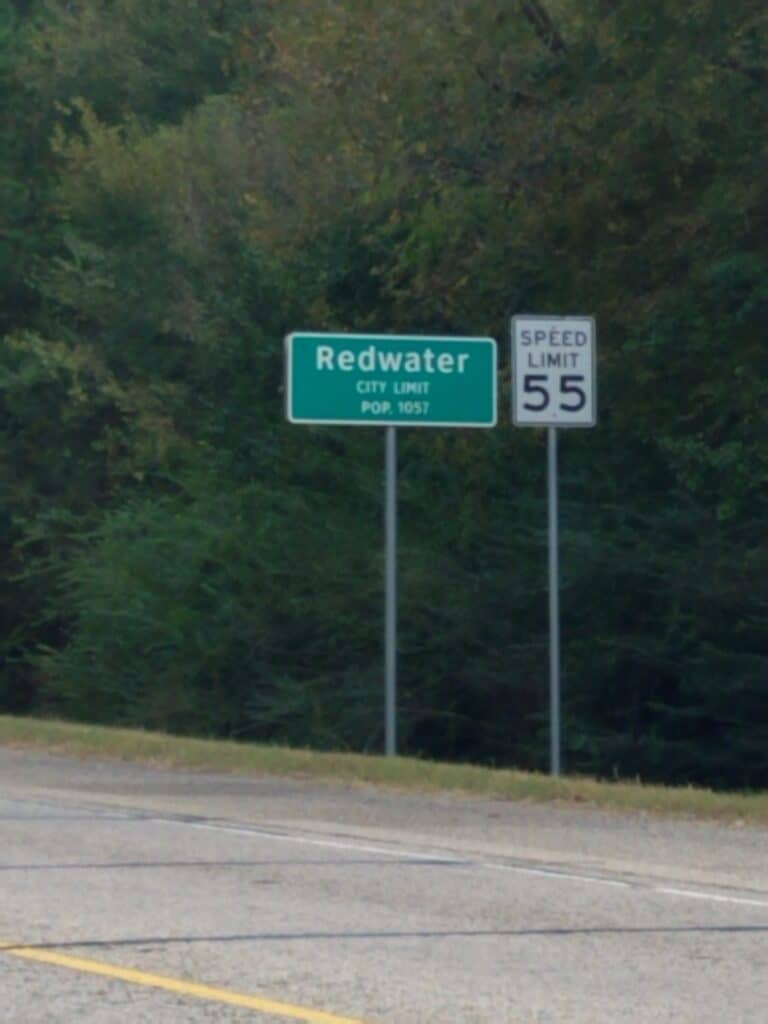 Redwater
CITY LIMIT
POP. 1057
SPEED
LIMIT
55